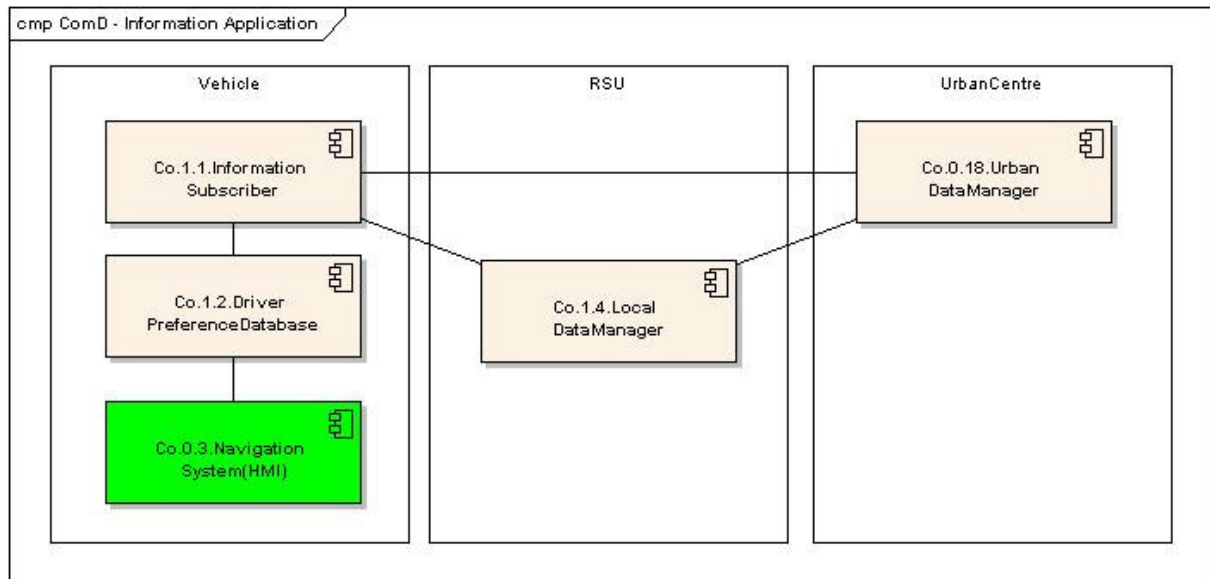 cmp ComD - Information Application
Vehicle
RSU
UrbanCentre
Co.1.1.Information
Subscriber
Co.0.18.Urban
DataManager
Co.1.2.Driver
PreferenceDatabase
Co.1.4.Local
DataManager
Co.0.3.Navigation
System(HMI)